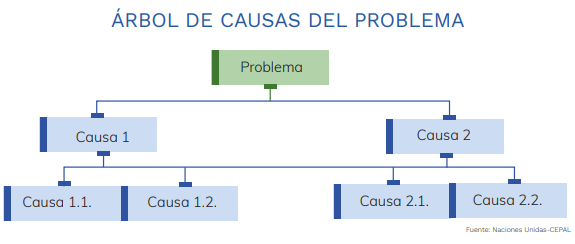 ÁRBOL DE CAUSAS DEL PROBLEMA
Problema
Causa 1
Causa 2
Causa 1.1.
Causa 1.2.
Causa 2.1.
Causa 2.2.
Fuente: Naciones Unidas-CEPAL